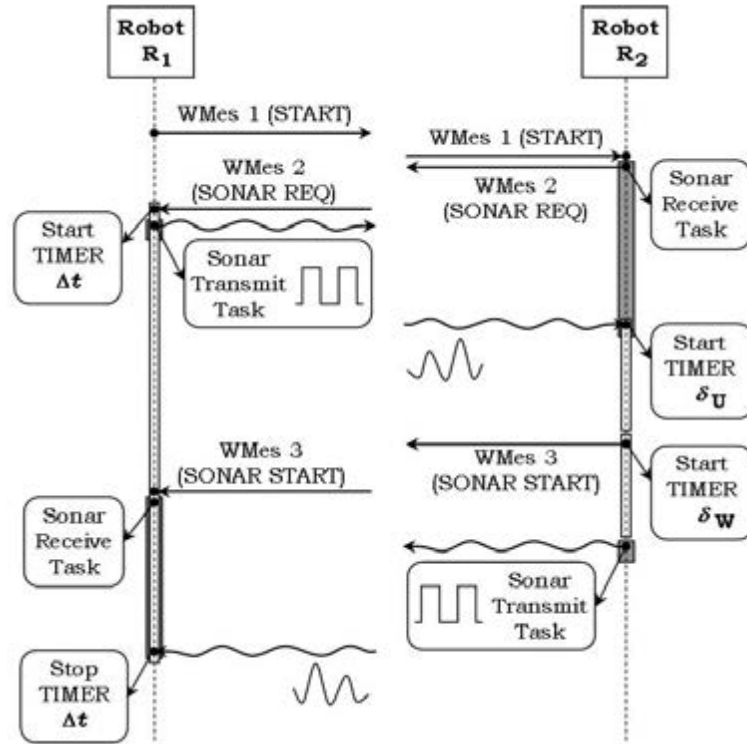 Robot
R1
Robot
R2
WMes 1 (START)
WMes 1 (START)
WMes 2
(SONAR REQ)
WMes 2
(SONAR REQ)
Sonar
Receive
Task
Start
TIMER
Δt
Sonar
Transmit
Task
Start
TIMER
δU
WMes 3
(SONAR START)
WMes 3
(SONAR START)
Start
TIMER
δW
Sonar
Receive
Task
Sonar
Transmit
Task
Stop
TIMER
Δt